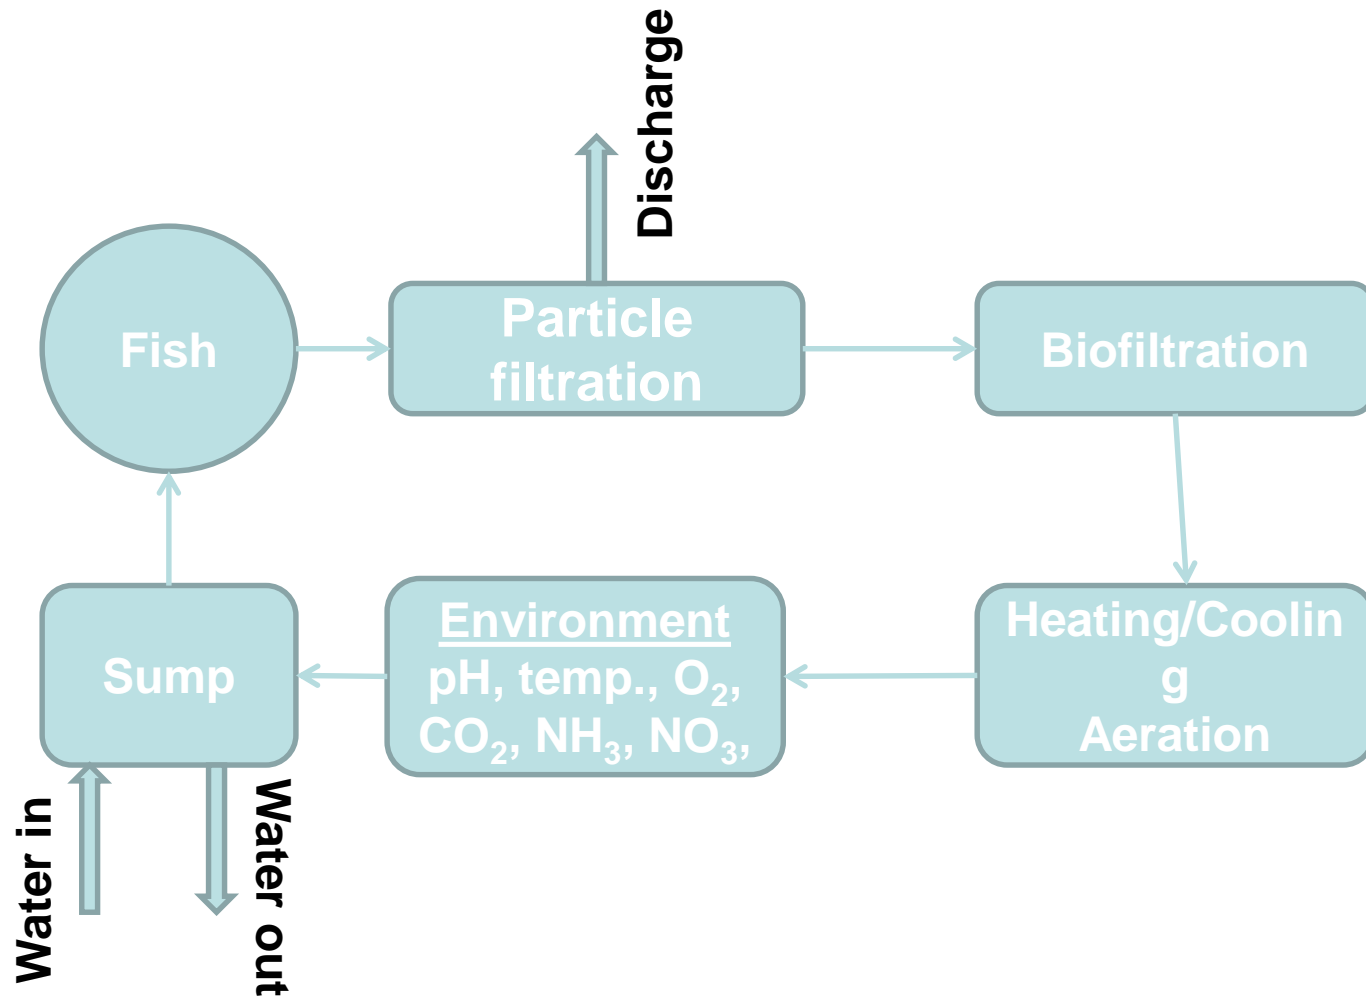 Discharge
Fish
Particle
filtration
Biofiltration
Sump
Environment
pH, temp., O₂,
CO₂, NH₃, NO₃,
Heating/Coolin
g
Aeration
Water in
Water out